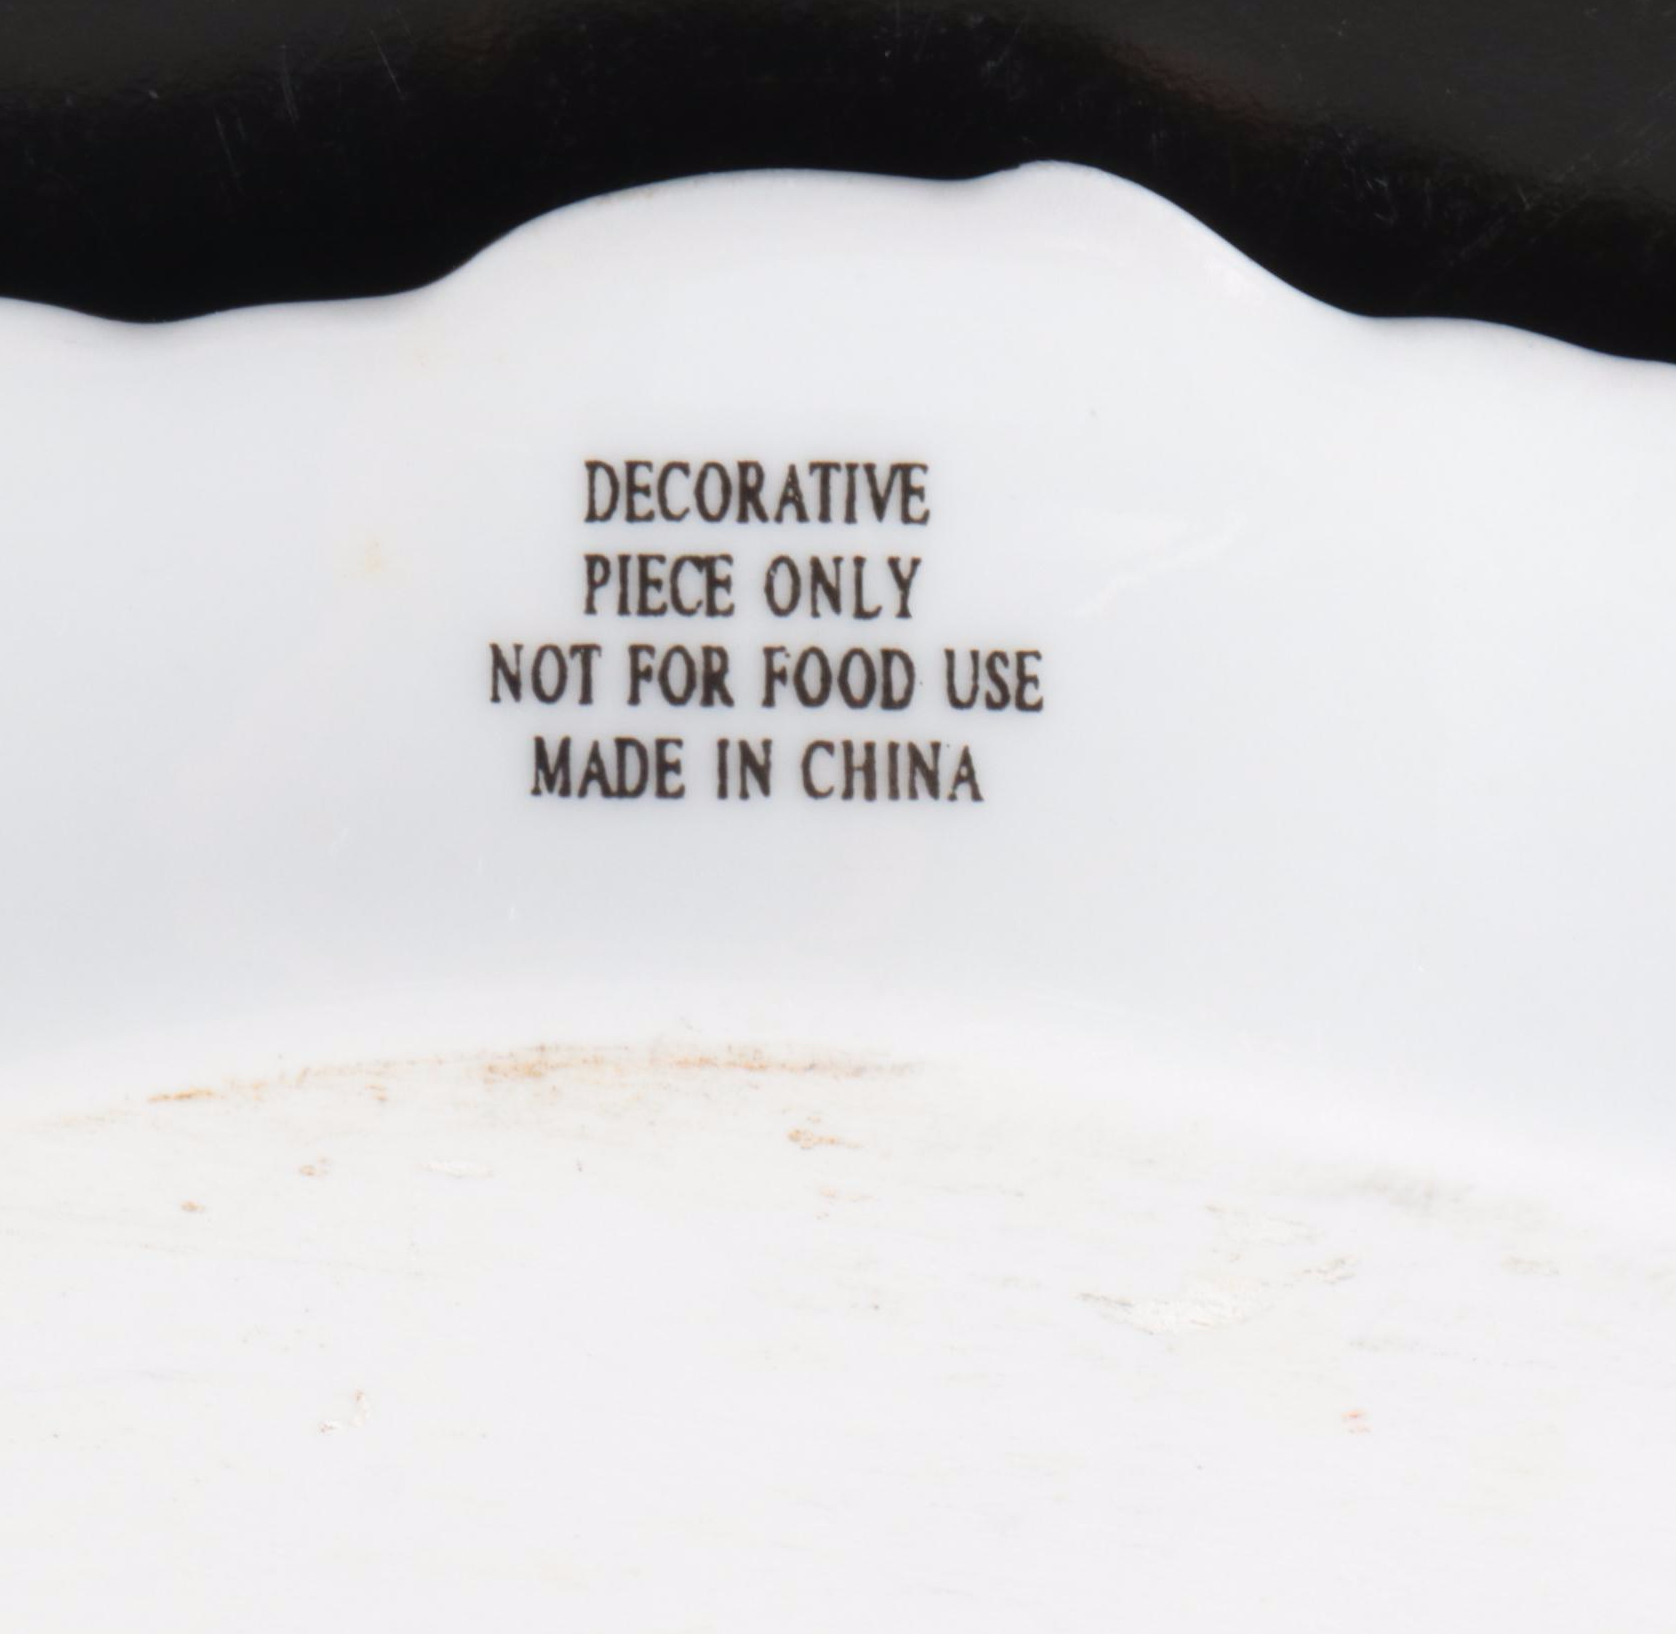 DECORATIVE
PIECE ONLY
NOT FOR FOOD USE
MADE IN CHINA